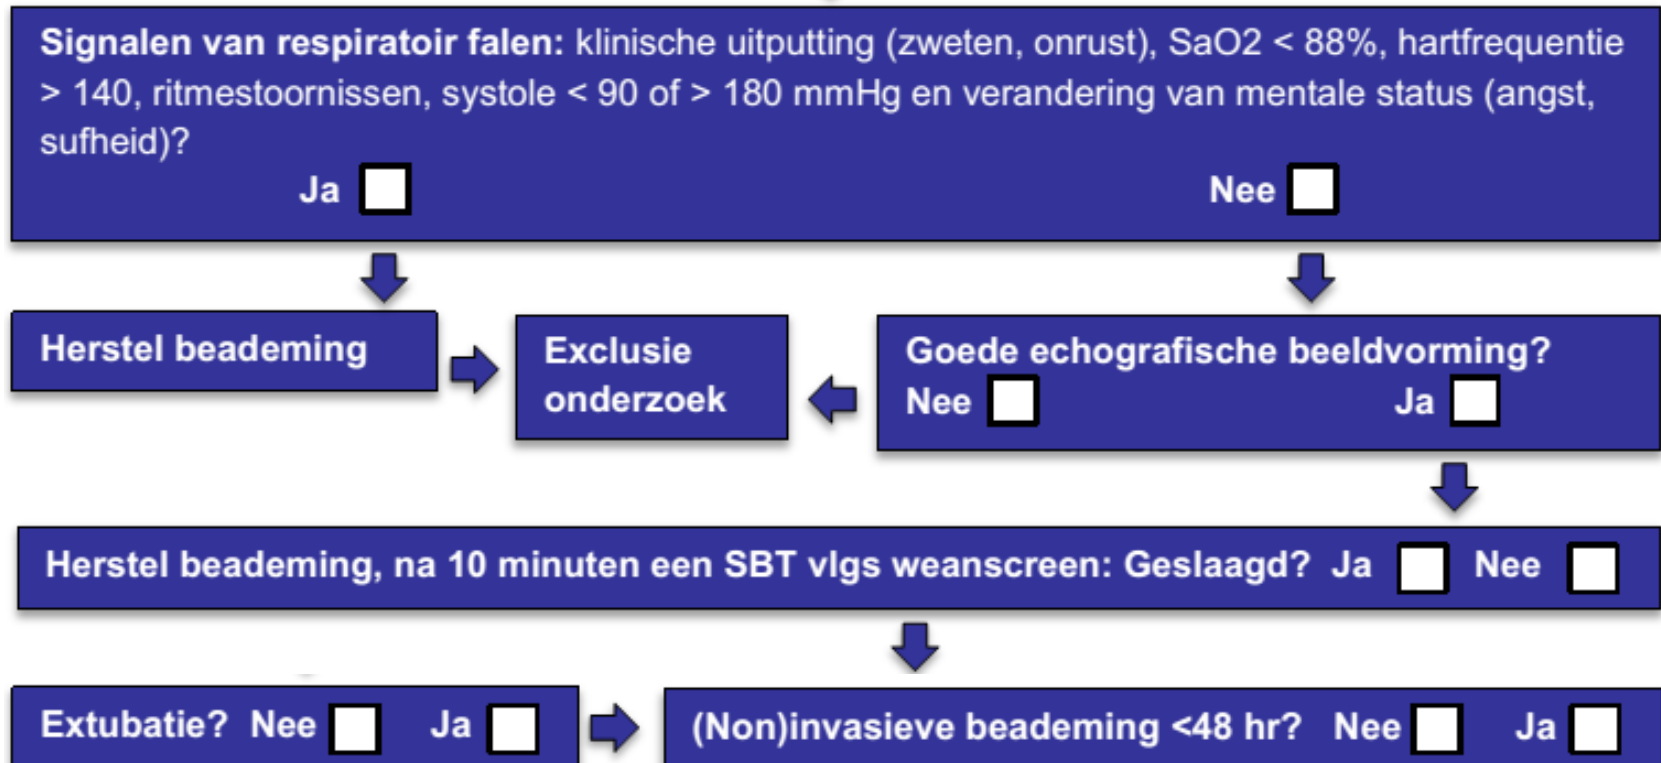 Signalen van respiratoir falen: klinische uitputting (zweten, onrust), SaO2 < 88%, hartfrequentie
> 140, ritmestoornissen, systole < 90 of > 180 mmHg en verandering van mentale status (angst,
sufheid)?
Ja Nee
Herstel beademing
Exclusie
onderzoek
Goede echografische beeldvorming?
Nee Ja
Herstel beademing, na 10 minuten een SBT vlgs weanscreen: Geslaagd? Ja Nee
Extubatie? Nee Ja
(Non)invasieve beademing <48 hr? Nee Ja